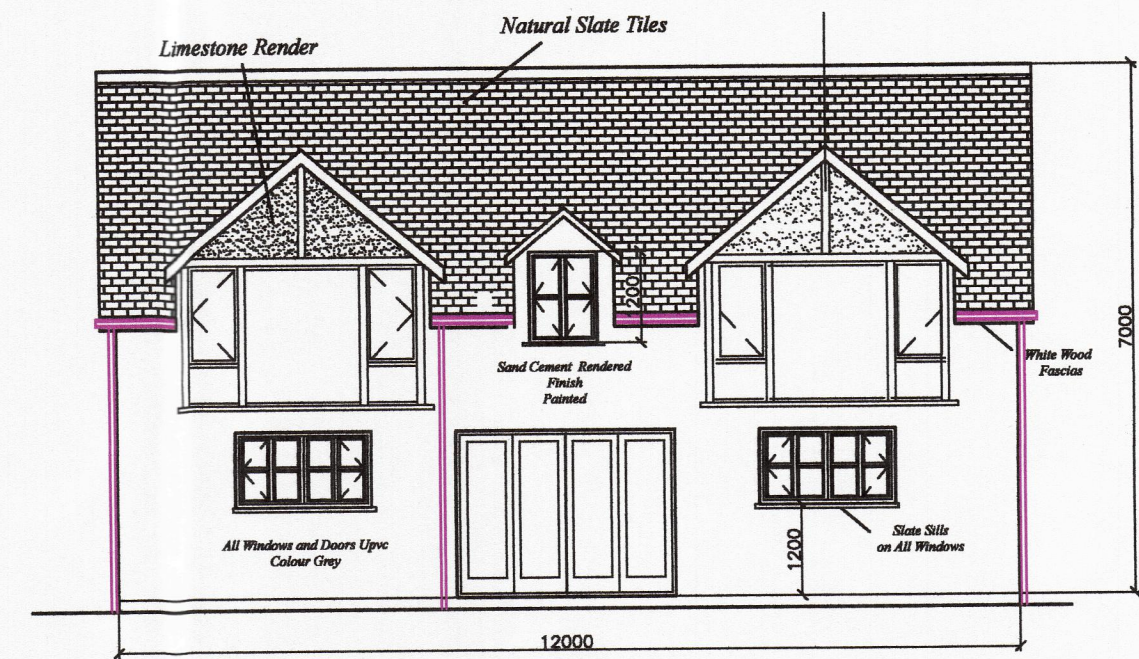 Natural Slate Tiles
Limestone Render
1200
7000
White Wood
Fascias
Sand Cement Rendered
Finish
Painted
All Windows and Doors Upvc
Colour Grey
1200
Slate Sills
on All Windows
12000